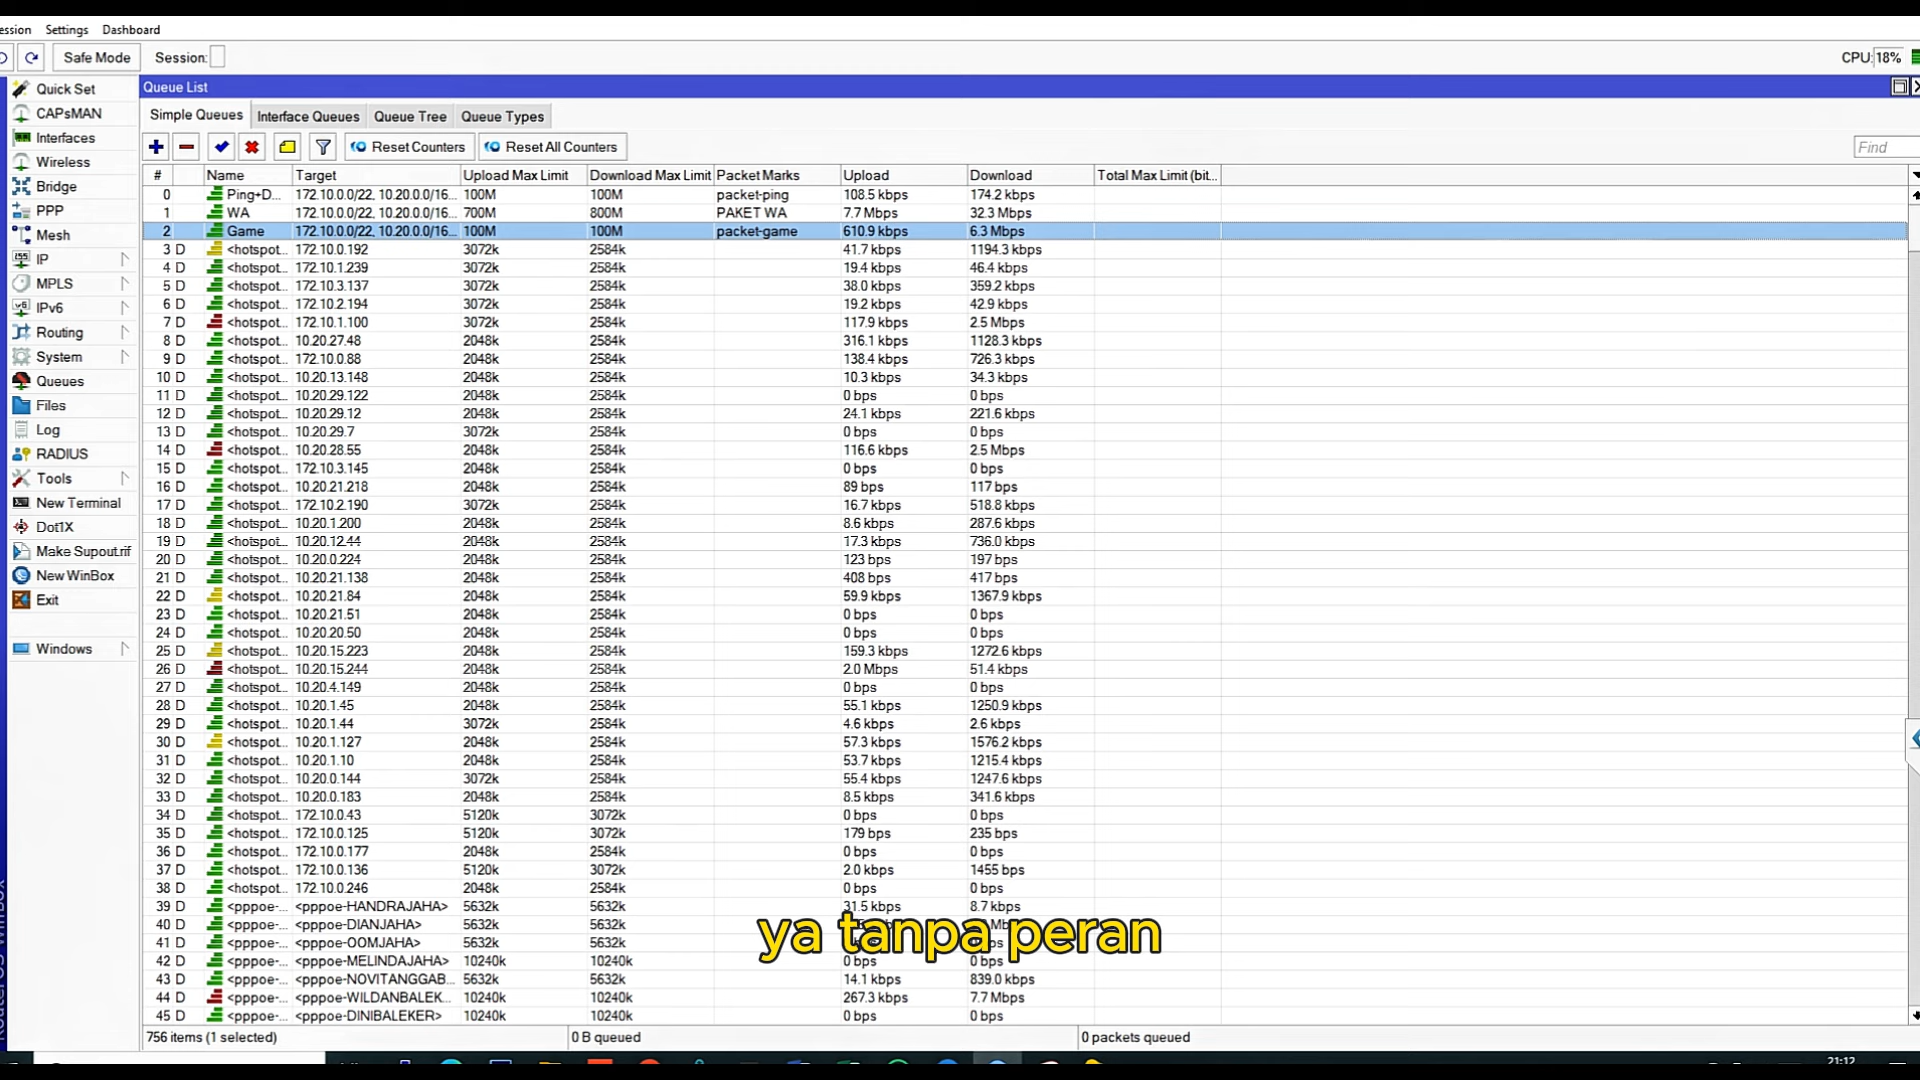 ession Settings Dashboard
Safe Mode Session: CPU: 18%
Quick Set
CAPsMAN
Interfaces
Wireless
Bridge
PPP
Mesh
IP
MPLS
IPv6
Routing
System
Queues
Files
Log
RADIUS
Tools
New Terminal
Dot1X
Make Supout.rif
New WinBox
Exit
Windows
Queue List
Simple Queues Interface Queues Queue Tree Queue Types
Reset Counters Reset All Counters Find
# Name Target Upload Max Limit Download Max Limit Packet Marks Upload Download Total Max Limit (bit...
0 Ping+D... 172.10.0.0/22, 10.20.0.0/16... 100M 100M packet-ping 108.5 kbps 174.2 kbps
1 WA 172.10.0.0/22, 10.20.0.0/16... 700M 800M PAKET WA 7.7 Mbps 32.3 Mbps
2 Game 172.10.0.0/22, 10.20.0.0/16... 100M 100M packet-game 610.9 kbps 6.3 Mbps
3 D <hotspot... 172.10.0.192 3072k 2584k 41.7 kbps 1194.3 kbps
4 D <hotspot... 172.10.1.239 3072k 2584k 19.4 kbps 46.4 kbps
5 D <hotspot... 172.10.3.137 3072k 2584k 38.0 kbps 359.2 kbps
6 D <hotspot... 172.10.2.194 3072k 2584k 19.2 kbps 42.9 kbps
7 D <hotspot... 172.10.1.100 3072k 2584k 117.9 kbps 2.5 Mbps
8 D <hotspot... 10.20.27.48 2048k 2584k 316.1 kbps 1128.3 kbps
9 D <hotspot... 172.10.0.88 2048k 2584k 138.4 kbps 726.3 kbps
10 D <hotspot... 10.20.13.148 2048k 2584k 10.3 kbps 34.3 kbps
11 D <hotspot... 10.20.29.122 2048k 2584k 0 bps 0 bps
12 D <hotspot... 10.20.29.12 2048k 2584k 24.1 kbps 221.6 kbps
13 D <hotspot... 10.20.29.7 3072k 2584k 0 bps 0 bps
14 D <hotspot... 10.20.28.55 2048k 2584k 116.6 kbps 2.5 Mbps
15 D <hotspot... 172.10.3.145 2048k 2584k 0 bps 0 bps
16 D <hotspot... 10.20.21.218 2048k 2584k 89 bps 117 bps
17 D <hotspot... 172.10.2.190 3072k 2584k 16.7 kbps 518.8 kbps
18 D <hotspot... 10.20.1.200 2048k 2584k 8.6 kbps 287.6 kbps
19 D <hotspot... 10.20.12.44 2048k 2584k 17.3 kbps 736.0 kbps
20 D <hotspot... 10.20.0.224 2048k 2584k 123 bps 197 bps
21 D <hotspot... 10.20.21.138 2048k 2584k 408 bps 417 bps
22 D <hotspot... 10.20.21.84 2048k 2584k 59.9 kbps 1367.9 kbps
23 D <hotspot... 10.20.21.51 2048k 2584k 0 bps 0 bps
24 D <hotspot... 10.20.20.50 2048k 2584k 0 bps 0 bps
25 D <hotspot... 10.20.15.223 2048k 2584k 159.3 kbps 1272.6 kbps
26 D <hotspot... 10.20.15.244 2048k 2584k 2.0 Mbps 51.4 kbps
27 D <hotspot... 10.20.4.149 2048k 2584k 0 bps 0 bps
28 D <hotspot... 10.20.1.45 2048k 2584k 55.1 kbps 1250.9 kbps
29 D <hotspot... 10.20.1.44 3072k 2584k 4.6 kbps 2.6 kbps
30 D <hotspot... 10.20.1.127 2048k 2584k 57.3 kbps 1576.2 kbps
31 D <hotspot... 10.20.1.10 2048k 2584k 53.7 kbps 1215.4 kbps
32 D <hotspot... 10.20.0.144 3072k 2584k 55.4 kbps 1247.6 kbps
33 D <hotspot... 10.20.0.183 2048k 2584k 8.5 kbps 341.6 kbps
34 D <hotspot... 172.10.0.43 5120k 3072k 0 bps 0 bps
35 D <hotspot... 172.10.0.125 5120k 3072k 179 bps 235 bps
36 D <hotspot... 172.10.0.177 2048k 2584k 0 bps 0 bps
37 D <hotspot... 172.10.0.136 5120k 3072k 2.0 kbps 1455 bps
38 D <hotspot... 172.10.0.246 2048k 2584k 0 bps 0 bps
39 D <pppoe-... <pppoe-HANDRAJAHA> 5632k 5632k 31.5 kbps 8.7 kbps
40 D <pppoe-... <pppoe-DIANJAHA> 5632k 5632k
41 D <pppoe-... <pppoe-OOMJAHA> 5632k 5632k
42 D <pppoe-... <pppoe-MELINDAJAHA> 10240k 10240k 0 bps 0 bps
43 D <pppoe-... <pppoe-NOVITANGGAB... 5632k 5632k 14.1 kbps 839.0 kbps
44 D <pppoe-... <pppoe-WILDANBALEK... 10240k 10240k 267.3 kbps 7.7 Mbps
45 D <pppoe-... <pppoe-DINIBALEKER> 10240k 10240k 0 bps 0 bps
ya tanpa peran
756 items (1 selected) 0 B queued 0 packets queued
21:12